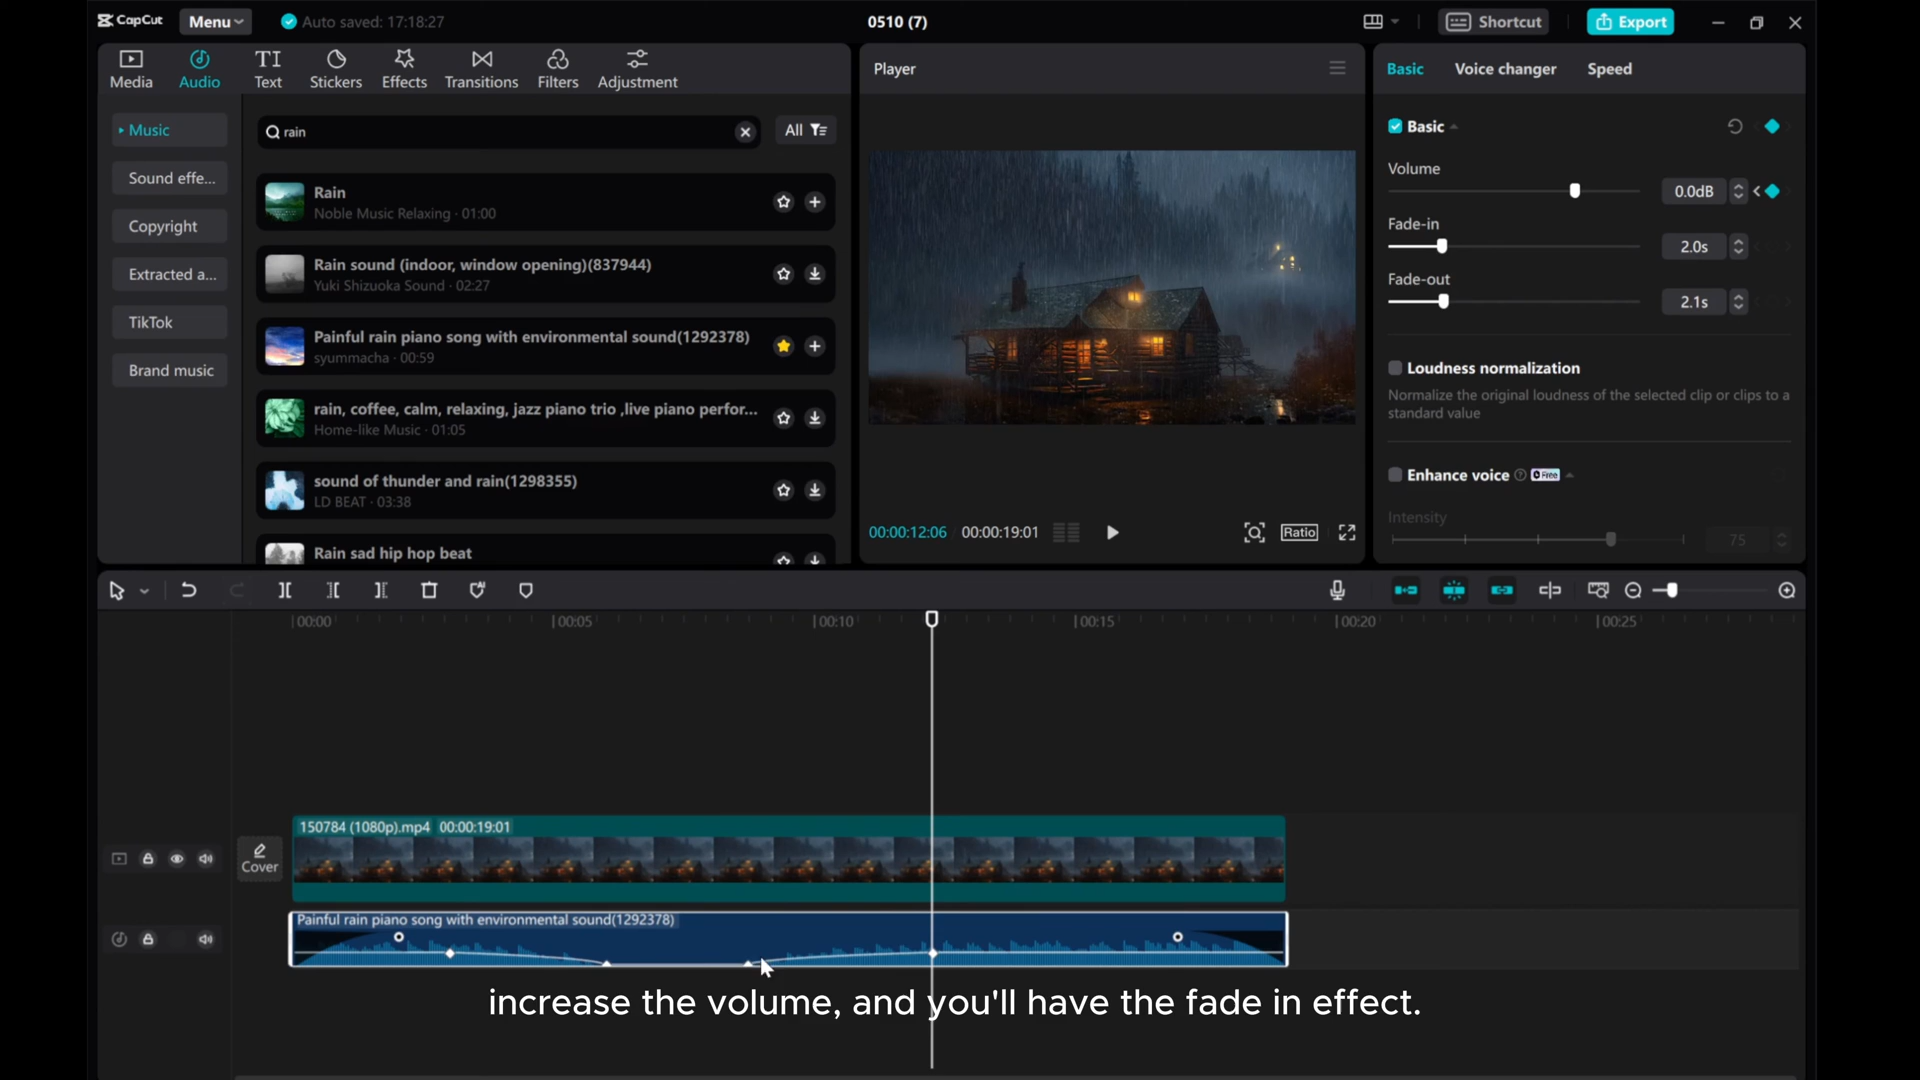 CapCut
Menu
Auto saved: 17:18:27
0510 (7)
Shortcut
Export
Media
Audio
TI
Text
Stickers
Effects
Transitions
Filters
Adjustment
Player
Basic
Voice changer
Speed
Music
Sound effe...
Copyright
Extracted a...
TikTok
Brand music
rain
All
Rain
Noble Music Relaxing · 01:00
Rain sound (indoor, window opening)(837944)
Yuki Shizuoka Sound · 02:27
Painful rain piano song with environmental sound(1292378)
syummacha · 00:59
rain, coffee, calm, relaxing, jazz piano trio ,live piano perfor...
Home-like Music · 01:05
sound of thunder and rain(1298355)
LD BEAT · 03:38
Rain sad hip hop beat
00:00:12:06
00:00:19:01
Ratio
Basic
Volume
0.0dB
Fade-in
2.0s
Fade-out
2.1s
Loudness normalization
Normalize the original loudness of the selected clip or clips to a
standard value
Enhance voice
Free
Intensity
75
00:00
00:05
00:10
00:15
00:20
00:25
Cover
150784 (1080p).mp4 00:00:19:01
Painful rain piano song with environmental sound(1292378)
increase the volume, and you'll have the fade in effect.